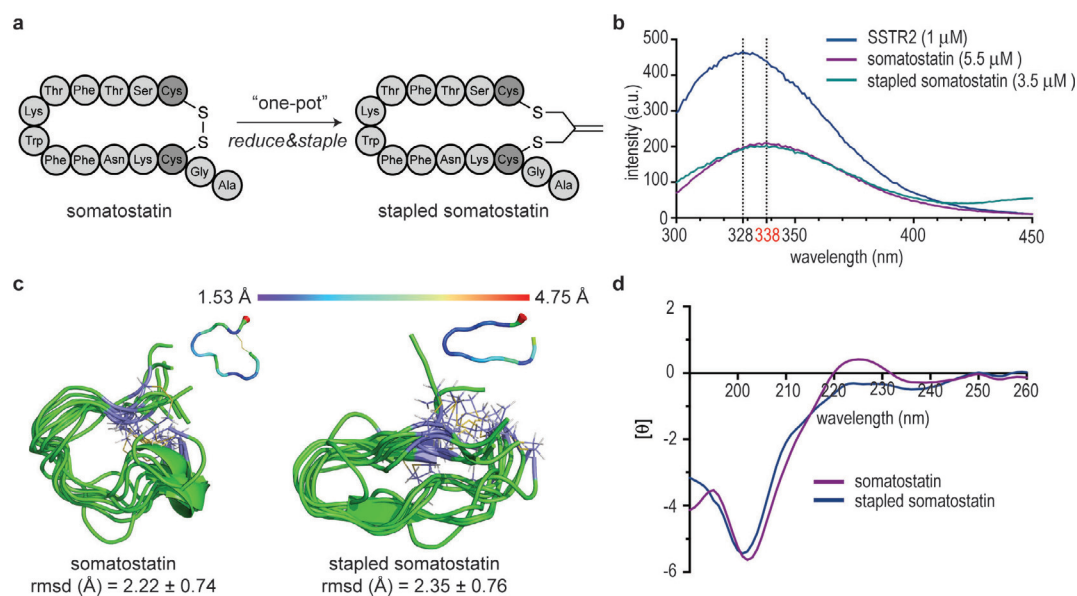 a
Thr Phe Thr Ser Cys
Lys
Trp
Phe Phe Asn Lys Cys
Gly
Ala
S
S
somatostatin
"one-pot"
reduce&staple
Thr Phe Thr Ser Cys
Lys
Trp
Phe Phe Asn Lys Cys
Gly
Ala
S
S
stapled somatostatin
b
SSTR2 (1 μM)
somatostatin (5.5 μM )
stapled somatostatin (3.5 μM )
intensity (a.u.)
500
400
300
200
100
0
300 328 338 350 400 450
wavelength (nm)
c
1.53 Å 4.75 Å
somatostatin
rmsd (Å) = 2.22 ± 0.74
stapled somatostatin
rmsd (Å) = 2.35 ± 0.76
d
[θ]
2
0
-2
-4
-6
200 210 220 230 240 250 260
wavelength (nm)
somatostatin
stapled somatostatin